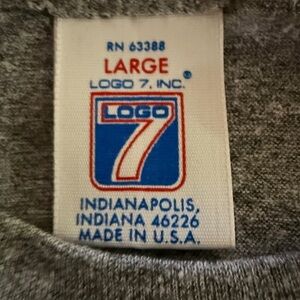 RN 63388
LARGE
LOGO 7, INC.®
LOGO
7
INDIANAPOLIS,
INDIANA 46226
MADE IN U.S.A.